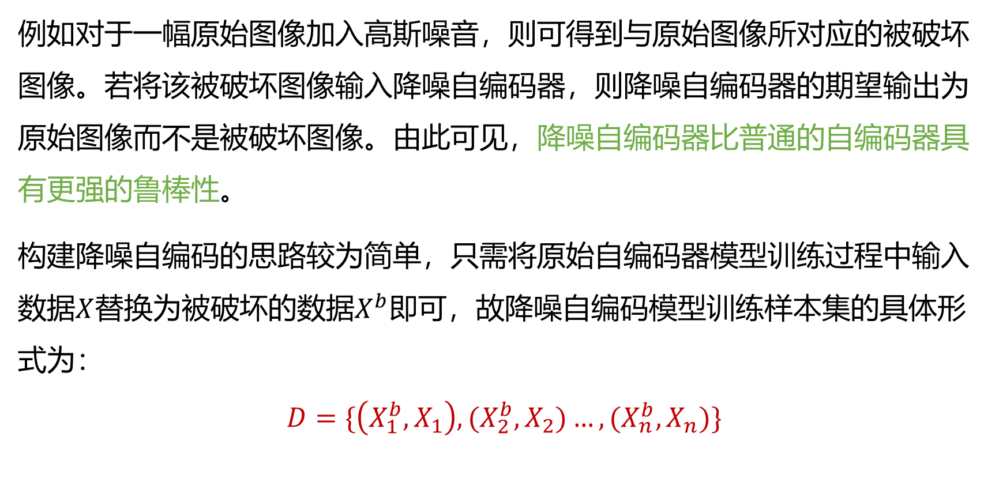 例如对于一幅原始图像加入高斯噪音，则可得到与原始图像所对应的被破坏
图像。若将该被破坏图像输入降噪自编码器，则降噪自编码器的期望输出为
原始图像而不是被破坏图像。由此可见，降噪自编码器比普通的自编码器具
有更强的鲁棒性。
构建降噪自编码的思路较为简单，只需将原始自编码器模型训练过程中输入
数据X替换为被破坏的数据X^b即可，故降噪自编码模型训练样本集的具体形
式为：
D = {(X_1^b, X_1), (X_2^b, X_2) … , (X_n^b, X_n)}